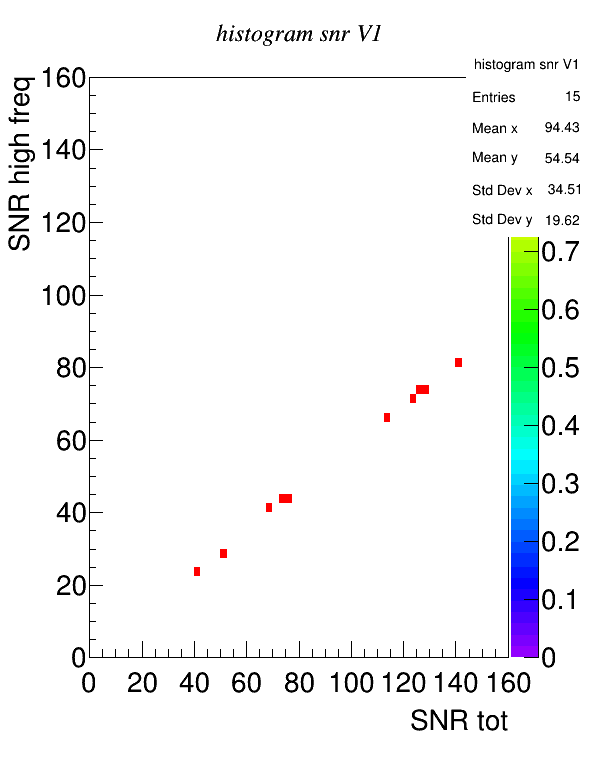 histogram snr V1
histogram snr V1
Entries 15
Mean x 94.43
Mean y 54.54
Std Dev x 34.51
Std Dev y 19.62
SNR high freq
160
140
120
100
80
60
40
20
0
0.7
0.6
0.5
0.4
0.3
0.2
0.1
0
0 20 40 60 80 100 120 140 160
SNR tot